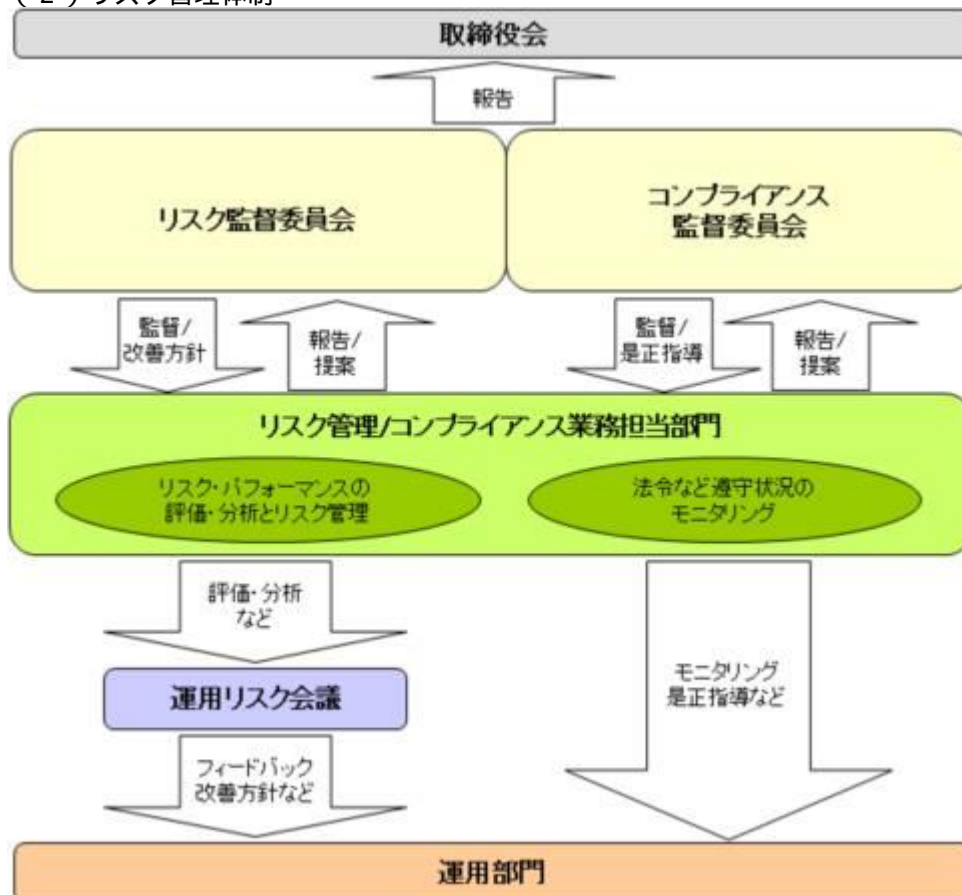 （２）リスク管理体制
取締役会
報告
リスク監督委員会
コンプライアンス
監督委員会
監督/
改善方針
報告/
提案
監督/
是正指導
報告/
提案
リスク管理/コンプライアンス業務担当部門
リスク・パフォーマンスの
評価・分析とリスク管理
法令など遵守状況の
モニタリング
評価・分析
など
運用リスク会議
モニタリング
是正指導など
フィードバック
改善方針など
運用部門